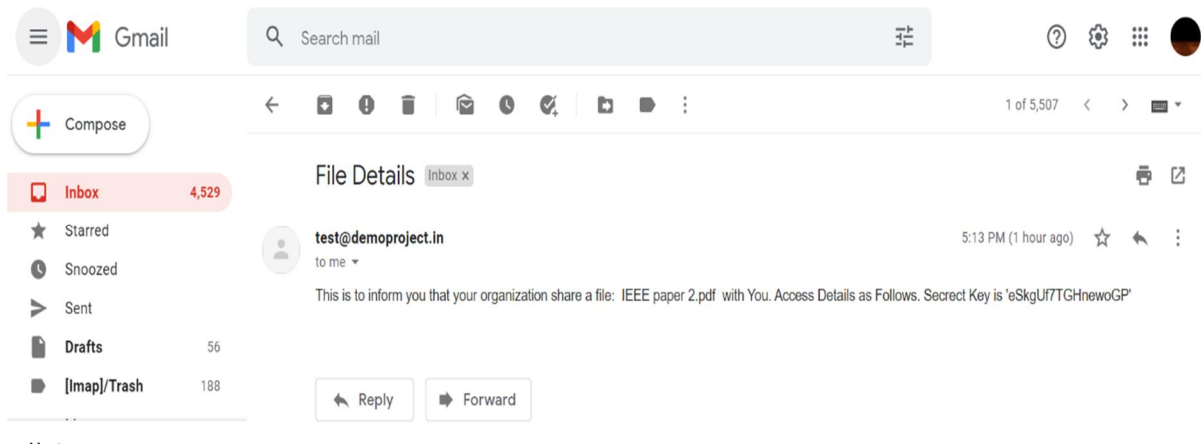 Gmail
Search mail
Compose
1 of 5,507
File Details Inbox x
Inbox 4,529
Starred
test@demoproject.in 5:13 PM (1 hour ago)
to me
Snoozed
This is to inform you that your organization share a file: IEEE paper 2.pdf with You. Access Details as Follows. Secrect Key is 'eSkgUf7TGHnewoGP'
Sent
Drafts 56
[Imap]/Trash 188
Reply Forward